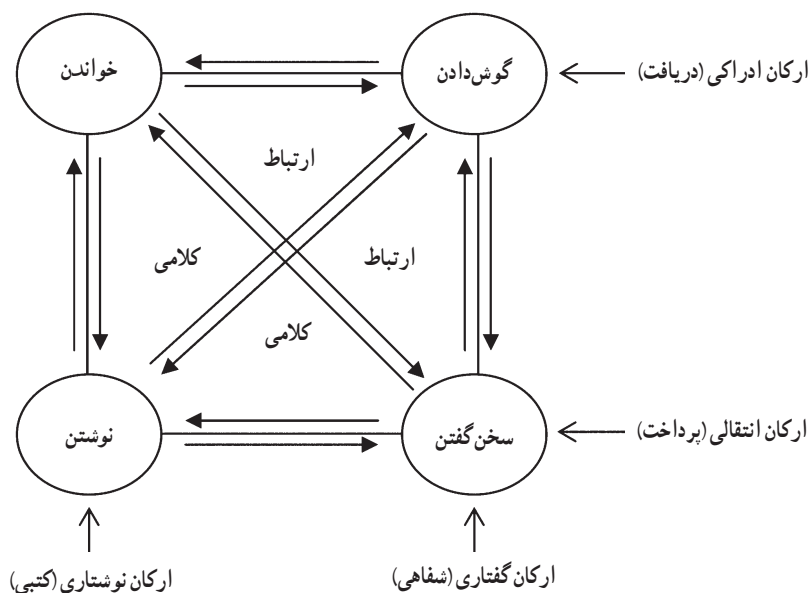 ارکان ادراکی (دریافت)
گوش‌دادن
خواندن
ارتباط
ارتباط
کلامی
کلامی
ارکان انتقالی (پرداخت)
سخن‌گفتن
نوشتن
ارکان گفتاری (شفاهی)
ارکان نوشتاری (کتبی)